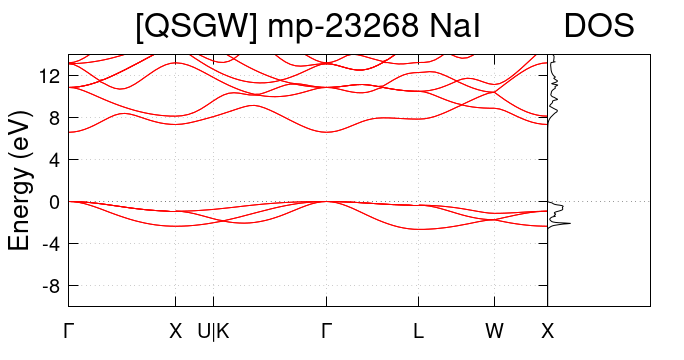 [QSGW] mp-23268 NaI DOS
Energy (eV)
12
8
4
0
-4
-8
Γ X U|K Γ L W X